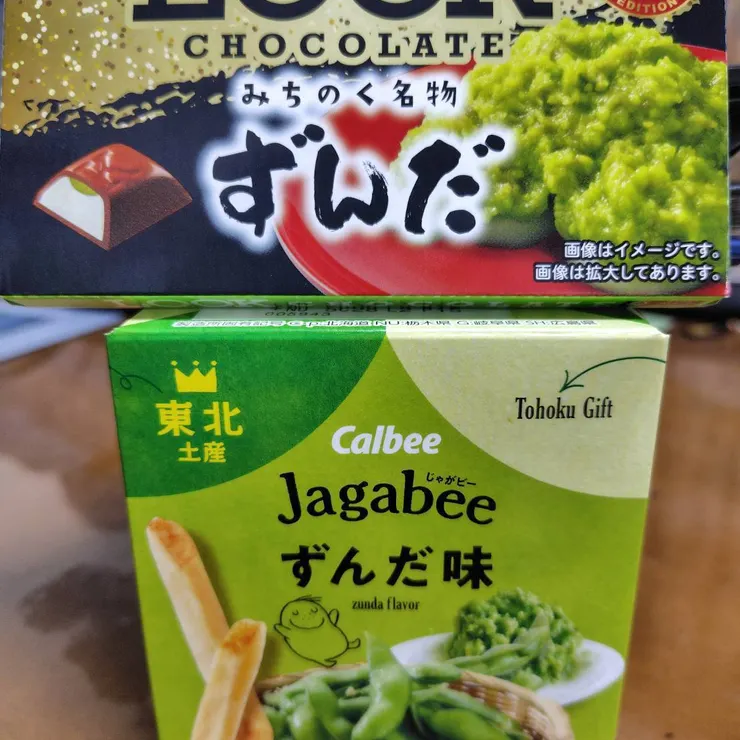 LOOK
EDITION
CHOCOLATE
みちのく名物
ずんだ
画像はイメージです。
画像は拡大してあります。
東北
土産
Tohoku Gift
Calbee
じゃがビー
Jagabee
ずんだ味
zunda flavor